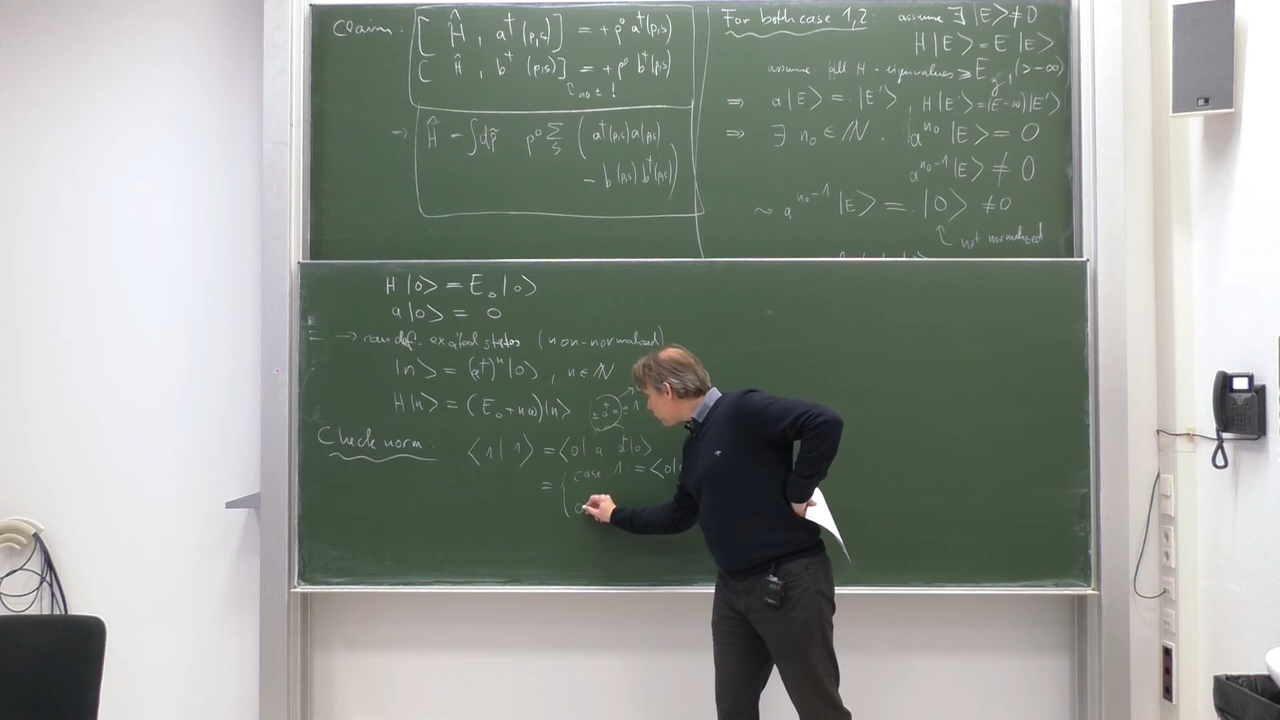 Claim: [ Ĥ , a†(p,s)] = +p⁰ a†(p,s)
[ Ĥ , b†(p,s)] = +p⁰ b†(p,s)
no ± !
⇒ Ĥ = ∫dp̃ p⁰ Σ_s ( a†(p,s)a(p,s)
- b(p,s)b†(p,s) )
For both case 1,2: assume ∃ |E> ≠ 0
H|E> = E|E>
assume all H-eigenvalues ≥ E (>-∞)
⇒ a|E> = |E'>, H|E'> = (E-ω)|E'>
⇒ ∃ n₀ ∈ ℕ . a^{n₀} |E> = 0
a^{n₀-1} |E> ≠ 0
↝ a^{n₀-1} |E> = |0> ≠ 0
not normalized
H|0> = E₀|0>
a|0> = 0
→ can def. excited states (non-normalized)
|n> = (a†)ⁿ|0> , n ∈ ℕ
H|n> = (E₀+nω)|n>
Check norm: <1|1> = <0| a a†|0>
= { case 1: = <0|